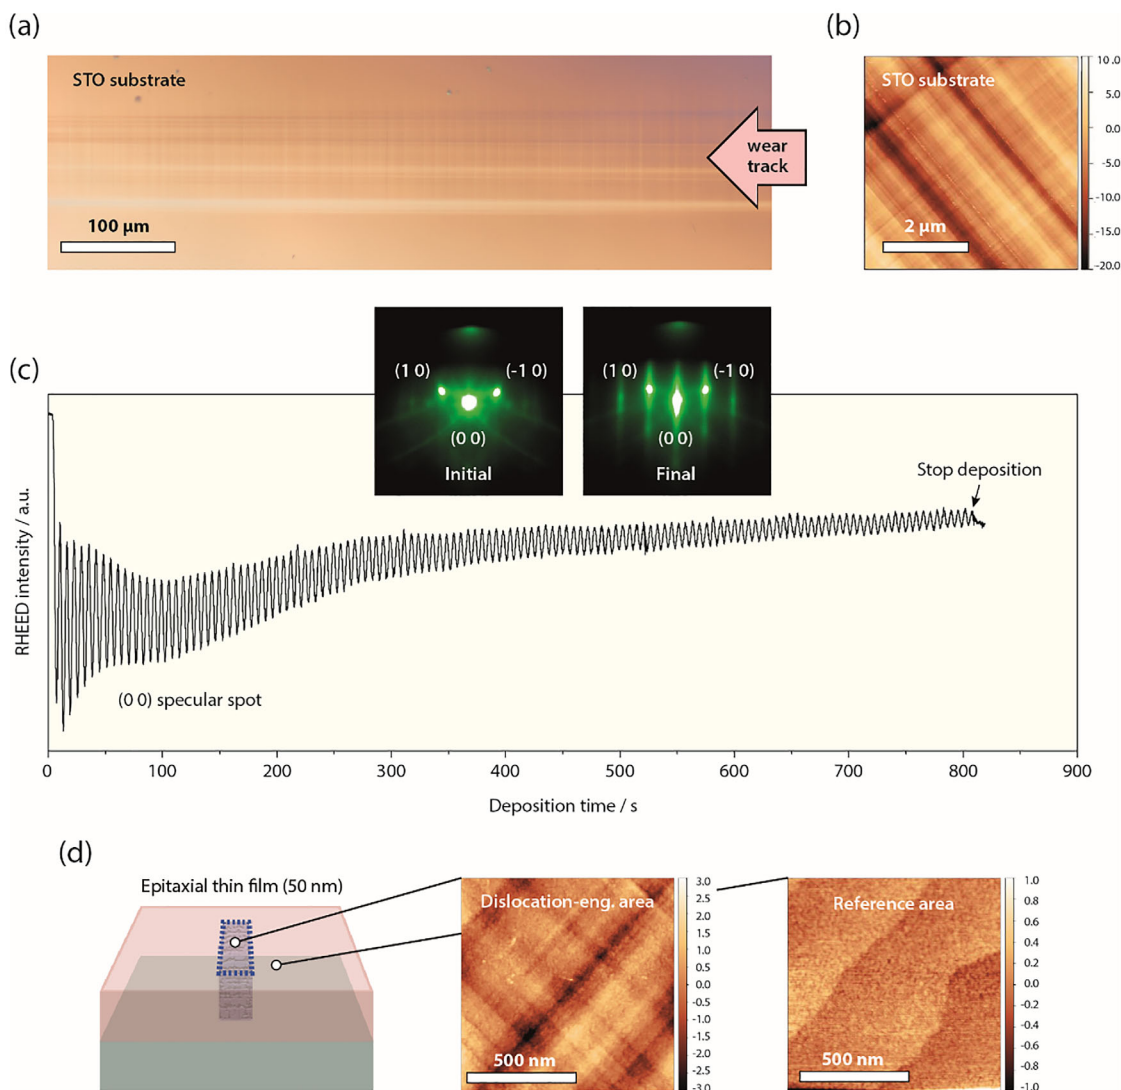 (a)
STO substrate
wear
track
100 µm
(b)
STO substrate
2 µm
10.0
5.0
0.0
-5.0
-10.0
-15.0
-20.0
(c)
(1 0)
(-1 0)
(0 0)
Initial
(1 0)
(-1 0)
(0 0)
Final
Stop deposition
RHEED intensity / a.u.
(0 0) specular spot
0
100
200
300
400
500
600
700
800
900
Deposition time / s
(d)
Epitaxial thin film (50 nm)
Dislocation-eng. area
500 nm
3.0
2.5
2.0
1.5
1.0
0.5
0.0
-0.5
-1.0
-1.5
-2.0
-2.5
-3.0
Reference area
500 nm
1.0
0.8
0.6
0.4
0.2
0.0
-0.2
-0.4
-0.6
-0.8
-1.0